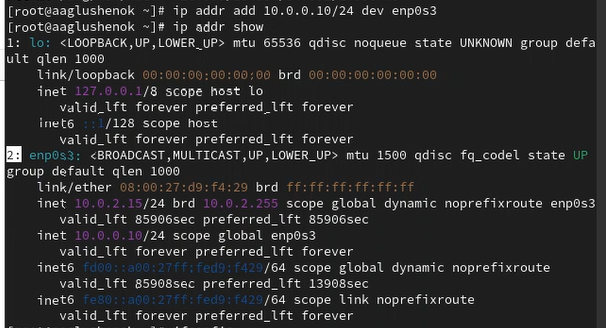 [root@aaglushenok ~]# ip addr add 10.0.0.10/24 dev enp0s3
[root@aaglushenok ~]# ip addr show
1: lo: <LOOPBACK,UP,LOWER_UP> mtu 65536 qdisc noqueue state UNKNOWN group defa
ult qlen 1000
link/loopback 00:00:00:00:00:00 brd 00:00:00:00:00:00
inet 127.0.0.1/8 scope host lo
valid_lft forever preferred_lft forever
inet6 ::1/128 scope host
valid_lft forever preferred_lft forever
2: enp0s3: <BROADCAST,MULTICAST,UP,LOWER_UP> mtu 1500 qdisc fq_codel state UP
group default qlen 1000
link/ether 08:00:27:d9:f4:29 brd ff:ff:ff:ff:ff:ff
inet 10.0.2.15/24 brd 10.0.2.255 scope global dynamic noprefixroute enp0s3
valid_lft 85906sec preferred_lft 85906sec
inet 10.0.0.10/24 scope global enp0s3
valid_lft forever preferred_lft forever
inet6 fd00::a00:27ff:fed9:f429/64 scope global dynamic noprefixroute
valid_lft 85908sec preferred_lft 13908sec
inet6 fe80::a00:27ff:fed9:f429/64 scope link noprefixroute
valid_lft forever preferred_lft forever